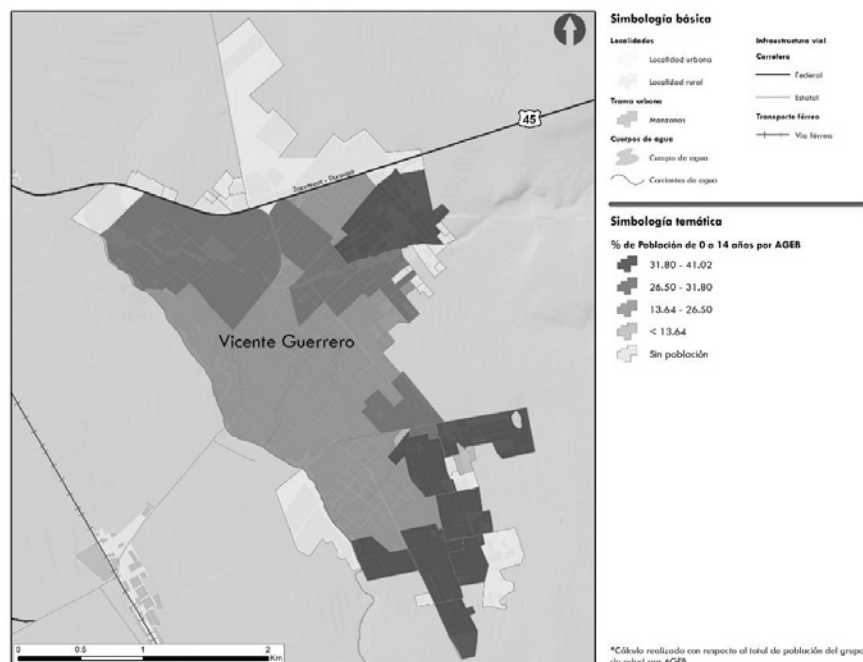 45
Zacatecas - Durango
Vicente Guerrero
0
0.5
1
2
Km
Simbología básica
Localidades
Localidad urbana
Localidad rural
Trama urbana
Manzanas
Cuerpos de agua
Cuerpo de agua
Corrientes de agua
Infraestructura vial
Carretera
Federal
Estatal
Transporte férreo
Vía férrea
Simbología temática
% de Población de 0 a 14 años por AGEB
31.80 - 41.02
26.50 - 31.80
13.64 - 26.50
< 13.64
Sin población
*Cálculo realizado con respecto al total de población del grupo
de edad por AGEB